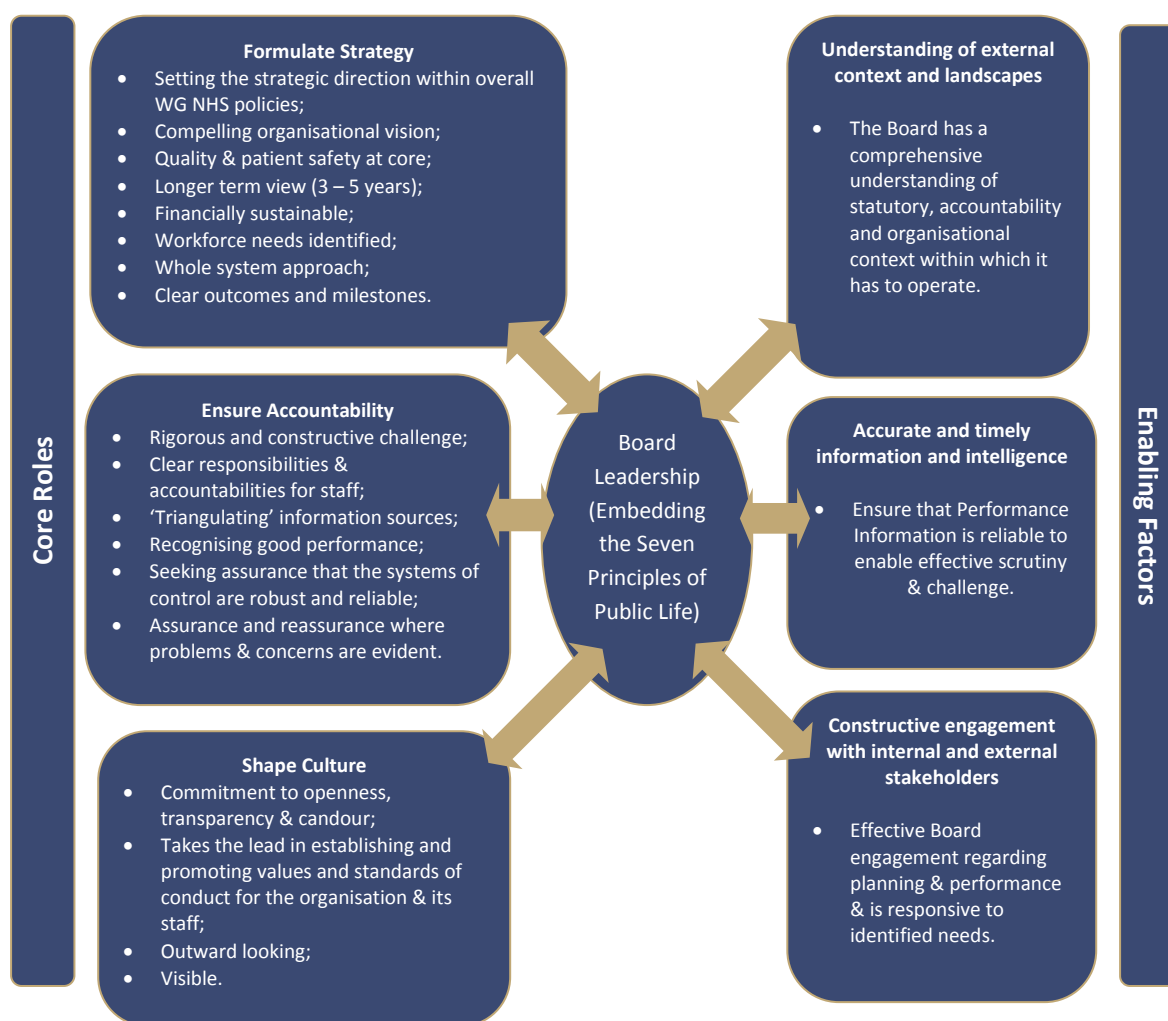 Core Roles
Formulate Strategy
• Setting the strategic direction within overall
WG NHS policies;
• Compelling organisational vision;
• Quality & patient safety at core;
• Longer term view (3 – 5 years);
• Financially sustainable;
• Workforce needs identified;
• Whole system approach;
• Clear outcomes and milestones.
Ensure Accountability
• Rigorous and constructive challenge;
• Clear responsibilities &
accountabilities for staff;
• ‘Triangulating’ information sources;
• Recognising good performance;
• Seeking assurance that the systems of
control are robust and reliable;
• Assurance and reassurance where
problems & concerns are evident.
Shape Culture
• Commitment to openness,
transparency & candour;
• Takes the lead in establishing and
promoting values and standards of
conduct for the organisation & its
staff;
• Outward looking;
• Visible.
Board
Leadership
(Embedding
the Seven
Principles of
Public Life)
Understanding of external
context and landscapes
• The Board has a
comprehensive
understanding of
statutory, accountability
and organisational
context within which it
has to operate.
Accurate and timely
information and intelligence
• Ensure that Performance
Information is reliable to
enable effective scrutiny
& challenge.
Constructive engagement
with internal and external
stakeholders
• Effective Board
engagement regarding
planning & performance
& is responsive to
identified needs.
Enabling Factors